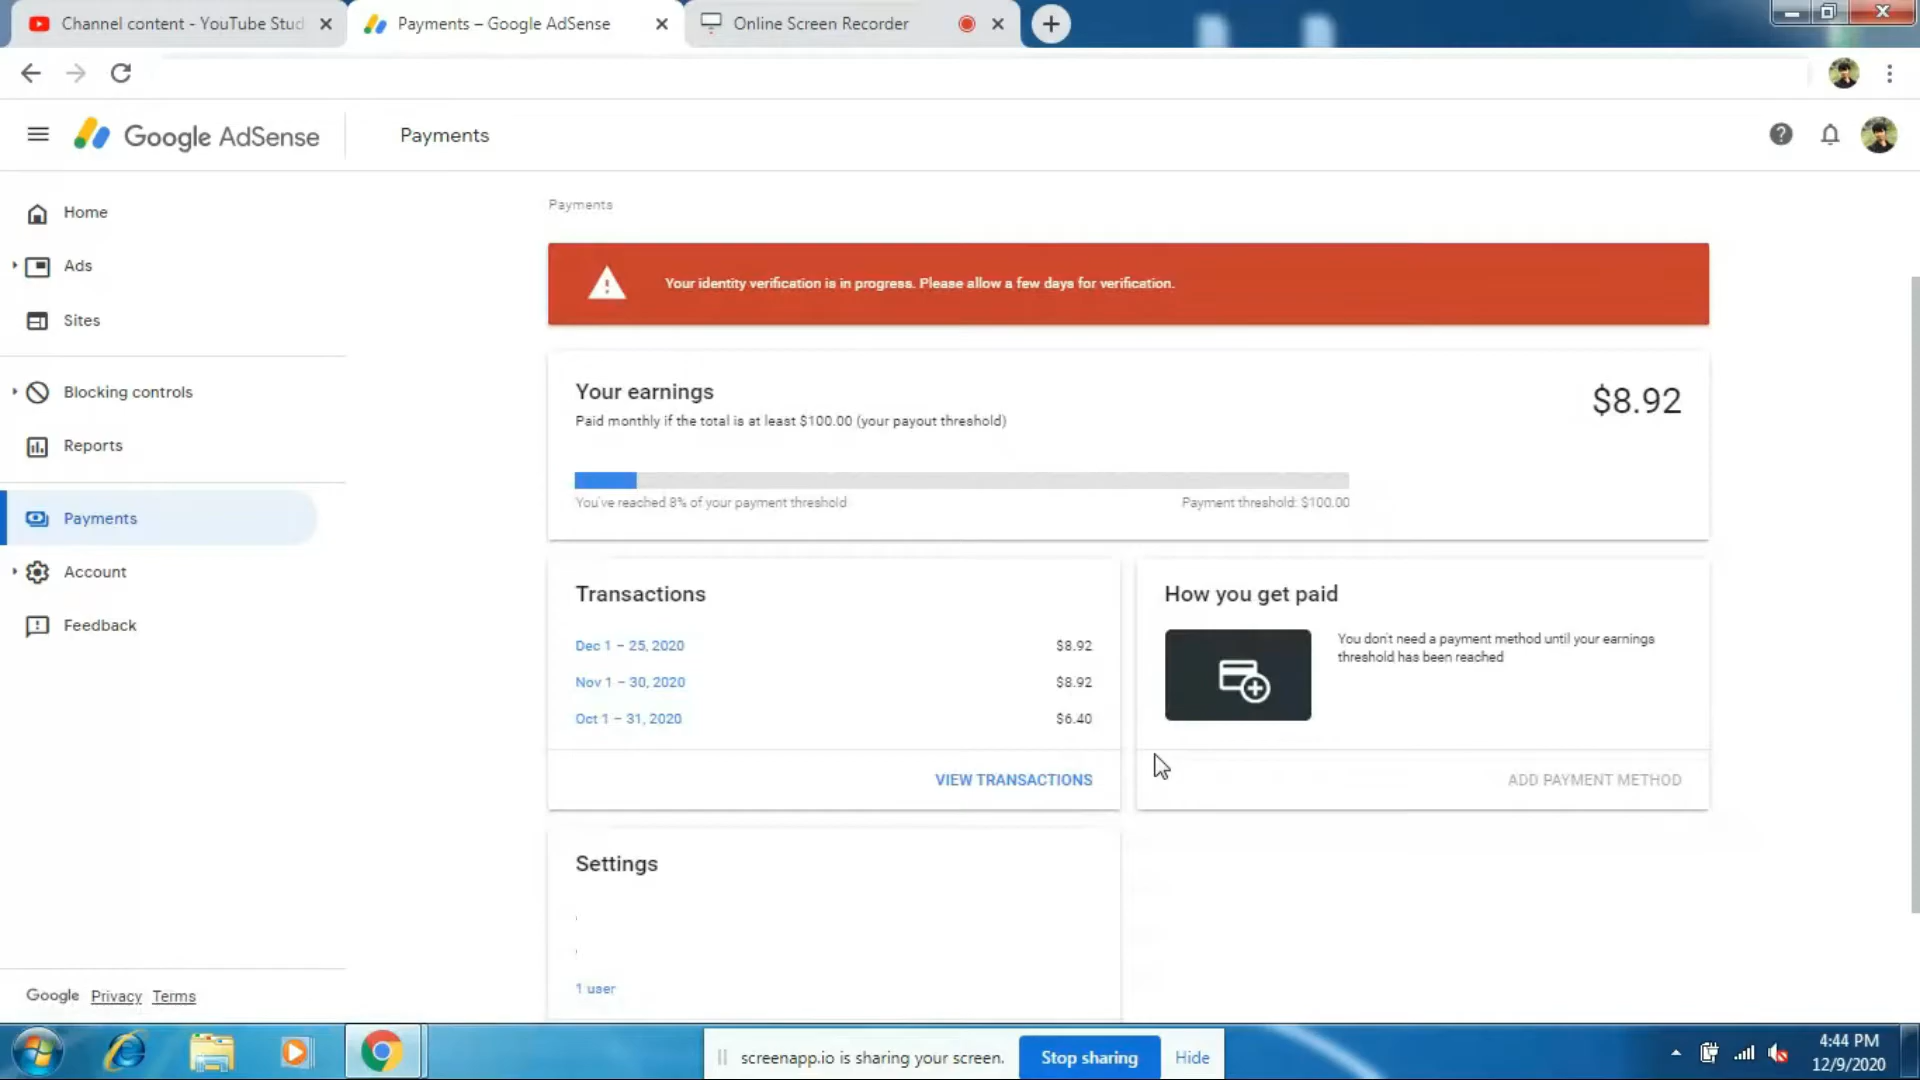 Channel content - YouTube Stud
Payments – Google AdSense
Online Screen Recorder
Google AdSense
Payments
Home
Ads
Sites
Blocking controls
Reports
Payments
Account
Feedback
Google Privacy Terms
Payments
Your identity verification is in progress. Please allow a few days for verification.
Your earnings
$8.92
Paid monthly if the total is at least $100.00 (your payout threshold)
You've reached 8% of your payment threshold
Payment threshold: $100.00
Transactions
Dec 1 – 25, 2020 $8.92
Nov 1 – 30, 2020 $8.92
Oct 1 – 31, 2020 $6.40
VIEW TRANSACTIONS
How you get paid
You don't need a payment method until your earnings
threshold has been reached
ADD PAYMENT METHOD
Settings
1 user
screenapp.io is sharing your screen.
Stop sharing
Hide
4:44 PM
12/9/2020